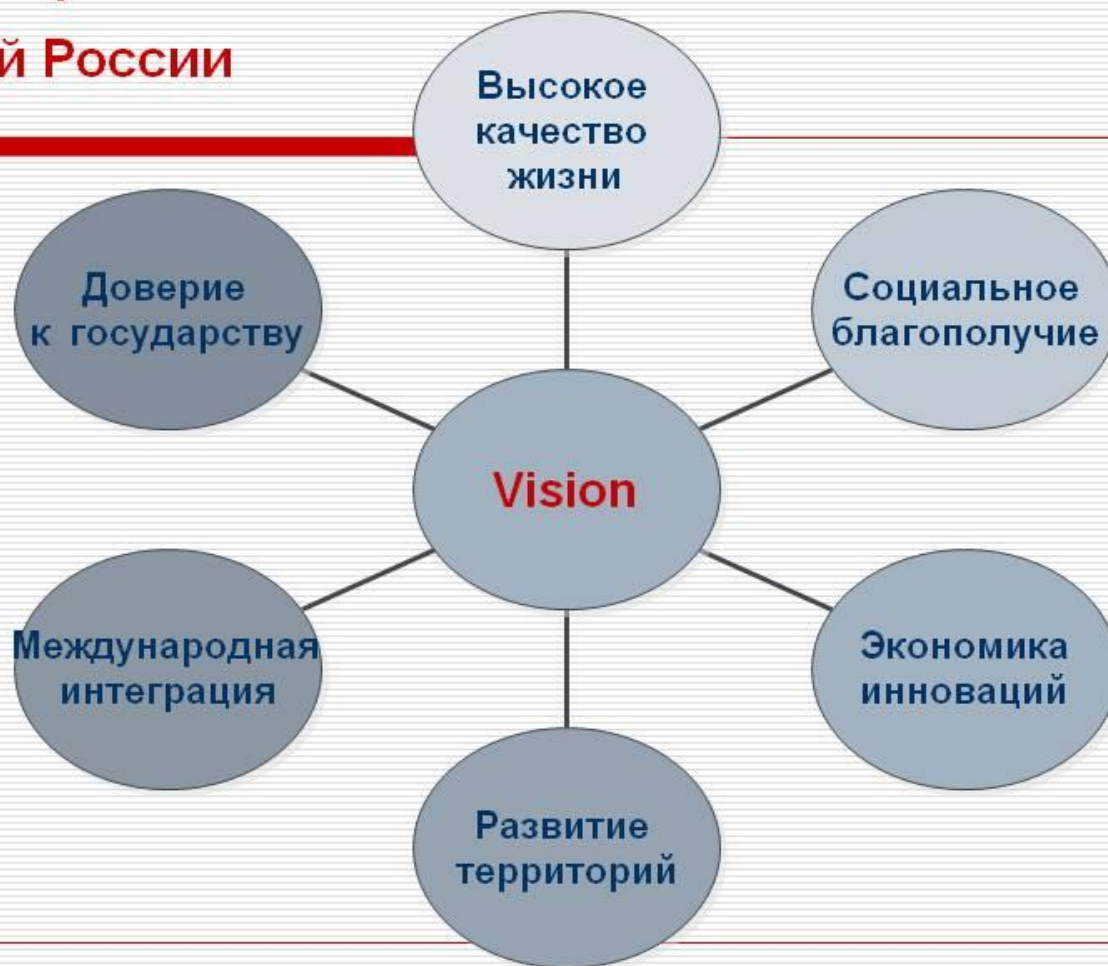 й России
Высокое
качество
жизни
Социальное
благополучие
Экономика
инноваций
Развитие
территорий
Международная
интеграция
Доверие
к государству
Vision